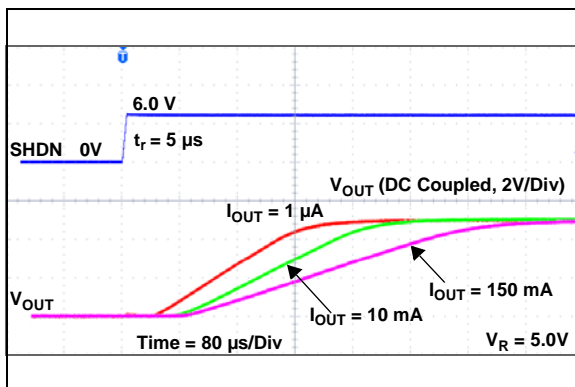 T
6.0 V
tr = 5 µs
SHDN 0V
VOUT (DC Coupled, 2V/Div)
IOUT = 1 µA
IOUT = 150 mA
VOUT
IOUT = 10 mA
Time = 80 µs/Div
VR = 5.0V